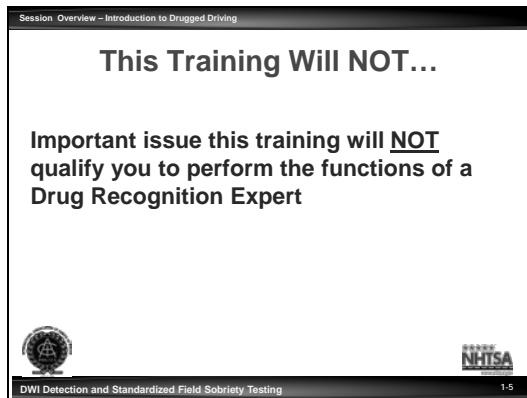 Session Overview – Introduction to Drugged Driving
This Training Will NOT…
Important issue this training will NOT
qualify you to perform the functions of a
Drug Recognition Expert
NHTSA
DWI Detection and Standardized Field Sobriety Testing
1-5